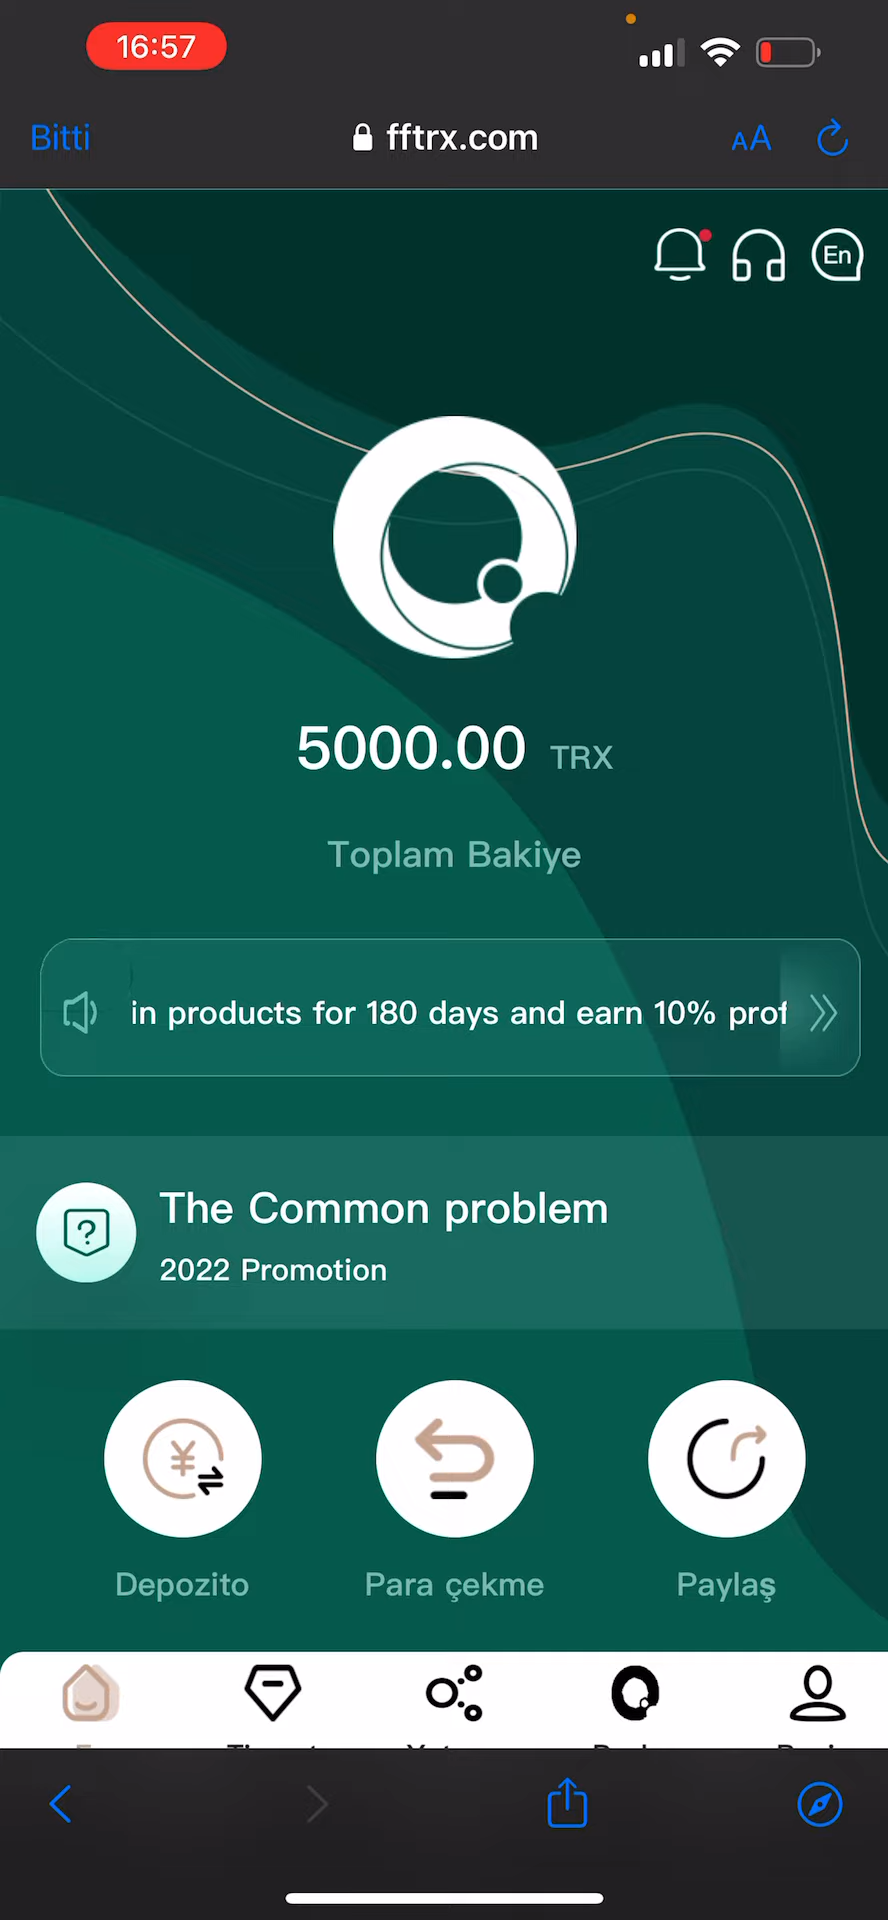 16:57
Bitti
fftrx.com
AA
En
5000.00 TRX
Toplam Bakiye
in products for 180 days and earn 10% prof
The Common problem
2022 Promotion
¥
Depozito
Para çekme
Paylaş